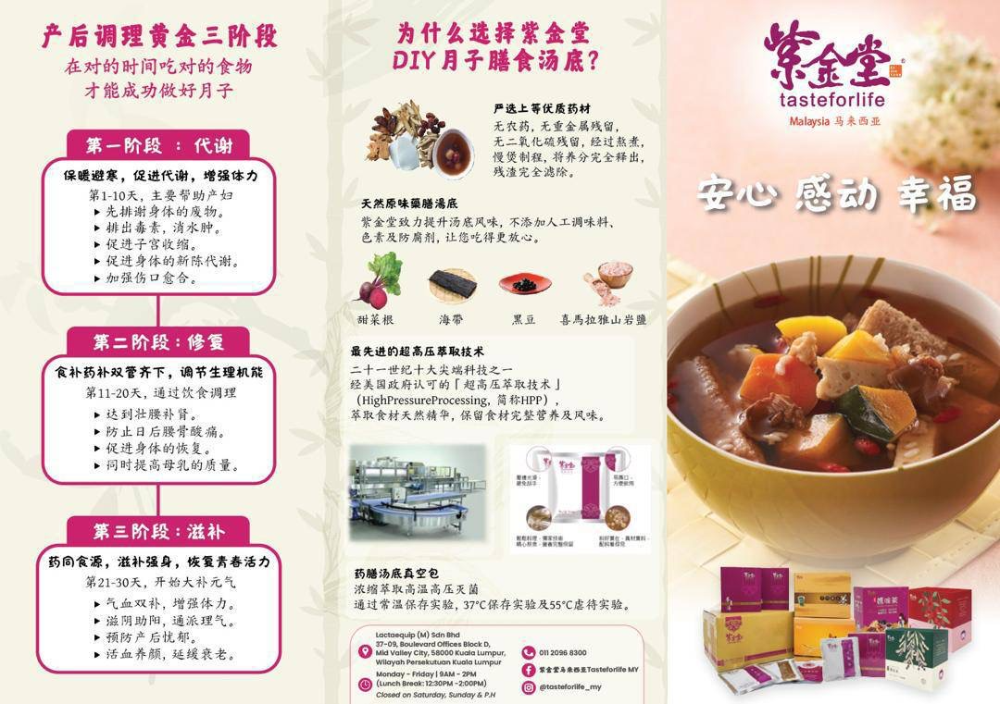 产后调理黄金三阶段
在对的时间吃对的食物
才能成功做好月子
第一阶段 : 代谢
保暖避寒, 促进代谢, 增强体力
第1-10天, 主要帮助产妇
▸ 先排谢身体的废物。
▸ 排出毒素, 消水肿。
▸ 促进子宫收缩。
▸ 促进身体的新陈代谢。
▸ 加强伤口愈合。
第二阶段 : 修复
食补药补双管齐下, 调节生理机能
第11-20天, 通过饮食调理
▸ 达到壮腰补肾。
▸ 防止日后腰骨酸痛。
▸ 促进身体的恢复。
▸ 同时提高母乳的质量。
第三阶段 : 滋补
药同食源, 滋补强身, 恢复青春活力
第21-30天, 开始大补元气
▸ 气血双补, 增强体力。
▸ 滋阴助阳, 通派理气。
▸ 预防产后忧郁。
▸ 活血养颜, 延缓衰老。
为什么选择紫金堂
DIY月子膳食汤底?
严选上等优质药材
无农药, 无重金属残留,
无二氧化硫残留, 经过熬煮,
慢煲制程, 将养分完全释出,
残渣完全滤除。
天然原味藥膳湯底
紫金堂致力提升汤底风味, 不添加人工调味料、
色素及防腐剂, 让您吃得更放心。
甜菜根
海帶
黑豆
喜馬拉雅山岩鹽
最先进的超高压萃取技术
二十一世纪十大尖端科技之一
经美国政府认可的「超高压萃取技术」
(HighPressureProcessing, 简称HPP) ,
萃取食材天然精华, 保留食材完整营养及风味。
紫金堂
易撕口-
方便飲用
药膳汤底真空包
浓缩萃取高温高压灭菌
通过常温保存实验, 37°C保存实验及55°C虐待实验。
Lactaequip (M) Sdn Bhd
37-09, Boulevard Offices Block D,
Mid Valley City, 58000 Kuala Lumpur,
Wilayah Persekutuan Kuala Lumpur
Monday - Friday | 9AM - 2PM
(Lunch Break: 12:30PM -2:00PM)
Closed on Saturday, Sunday & P.H
011 2096 8300
紫金堂马来西亚Tasteforlife MY
@tasteforlife_my
紫金堂
tasteforlife
Malaysia 马来西亚
安心 感动 幸福
紫金堂